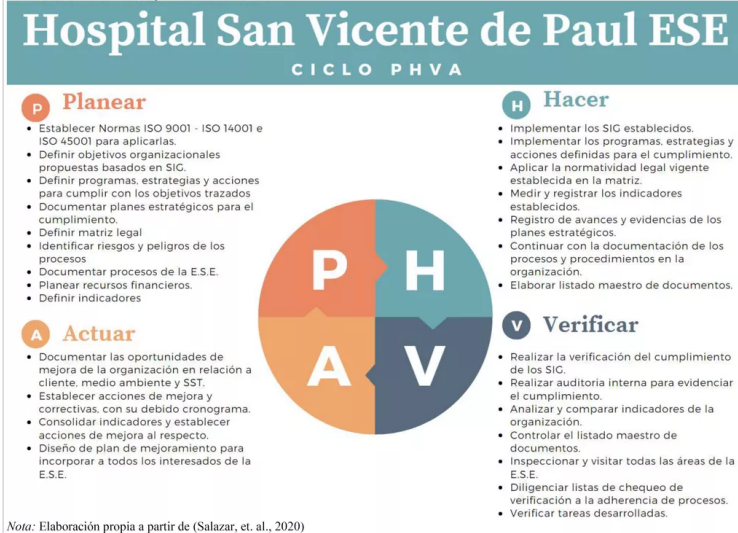 Hospital San Vicente de Paul ESE
CICLO PHVA
P Planear
• Establecer Normas ISO 9001 - ISO 14001 e
ISO 45001 para aplicarlas.
• Definir objetivos organizacionales
propuestas basados en SIG.
• Definir programas, estrategias y acciones
para cumplir con los objetivos trazados
• Documentar planes estratégicos para el
cumplimiento.
• Definir matriz legal
• Identificar riesgos y peligros de los
procesos
• Documentar procesos de la E.S.E.
• Planear recursos financieros.
• Definir indicadores
H Hacer
• Implementar los SIG establecidos.
• Implementar los programas, estrategias y
acciones definidas para el cumplimiento.
• Aplicar la normatividad legal vigente
establecida en la matriz.
• Medir y registrar los indicadores
establecidos.
• Registro de avances y evidencias de los
planes estratégicos.
• Continuar con la documentación de los
procesos y procedimientos en la
organización.
• Elaborar listado maestro de documentos.
P H
A V
A Actuar
• Documentar las oportunidades de
mejora de la organización en relación a
cliente, medio ambiente y SST.
• Establecer acciones de mejora y
correctivas, con su debido cronograma.
• Consolidar indicadores y establecer
acciones de mejora al respecto.
• Diseño de plan de mejoramiento para
incorporar a todos los interesados de la
E.S.E.
V Verificar
• Realizar la verificación del cumplimiento
de los SIG.
• Realizar auditoria interna para evidenciar
el cumplimiento.
• Analizar y comparar indicadores de la
organización.
• Controlar el listado maestro de
documentos.
• Inspeccionar y visitar todas las áreas de la
E.S.E.
• Diligenciar listas de chequeo de
verificación a la adherencia de procesos.
• Verificar tareas desarrolladas.
Nota: Elaboración propia a partir de (Salazar, et. al., 2020)